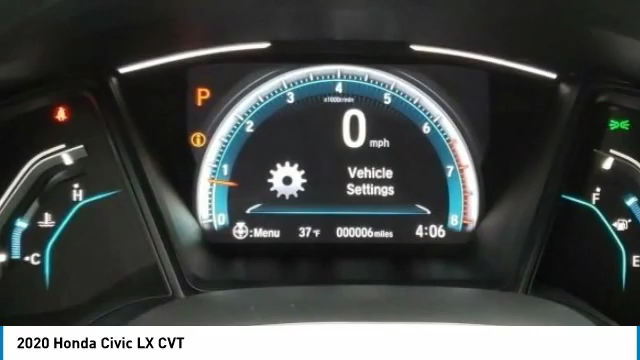 P
4
3
5
x1000r/min
2
6
0 mph
1
7
Vehicle
Settings
H
F
0
8
C
E
:Menu 37°F 000006 miles 4:06
2020 Honda Civic LX CVT